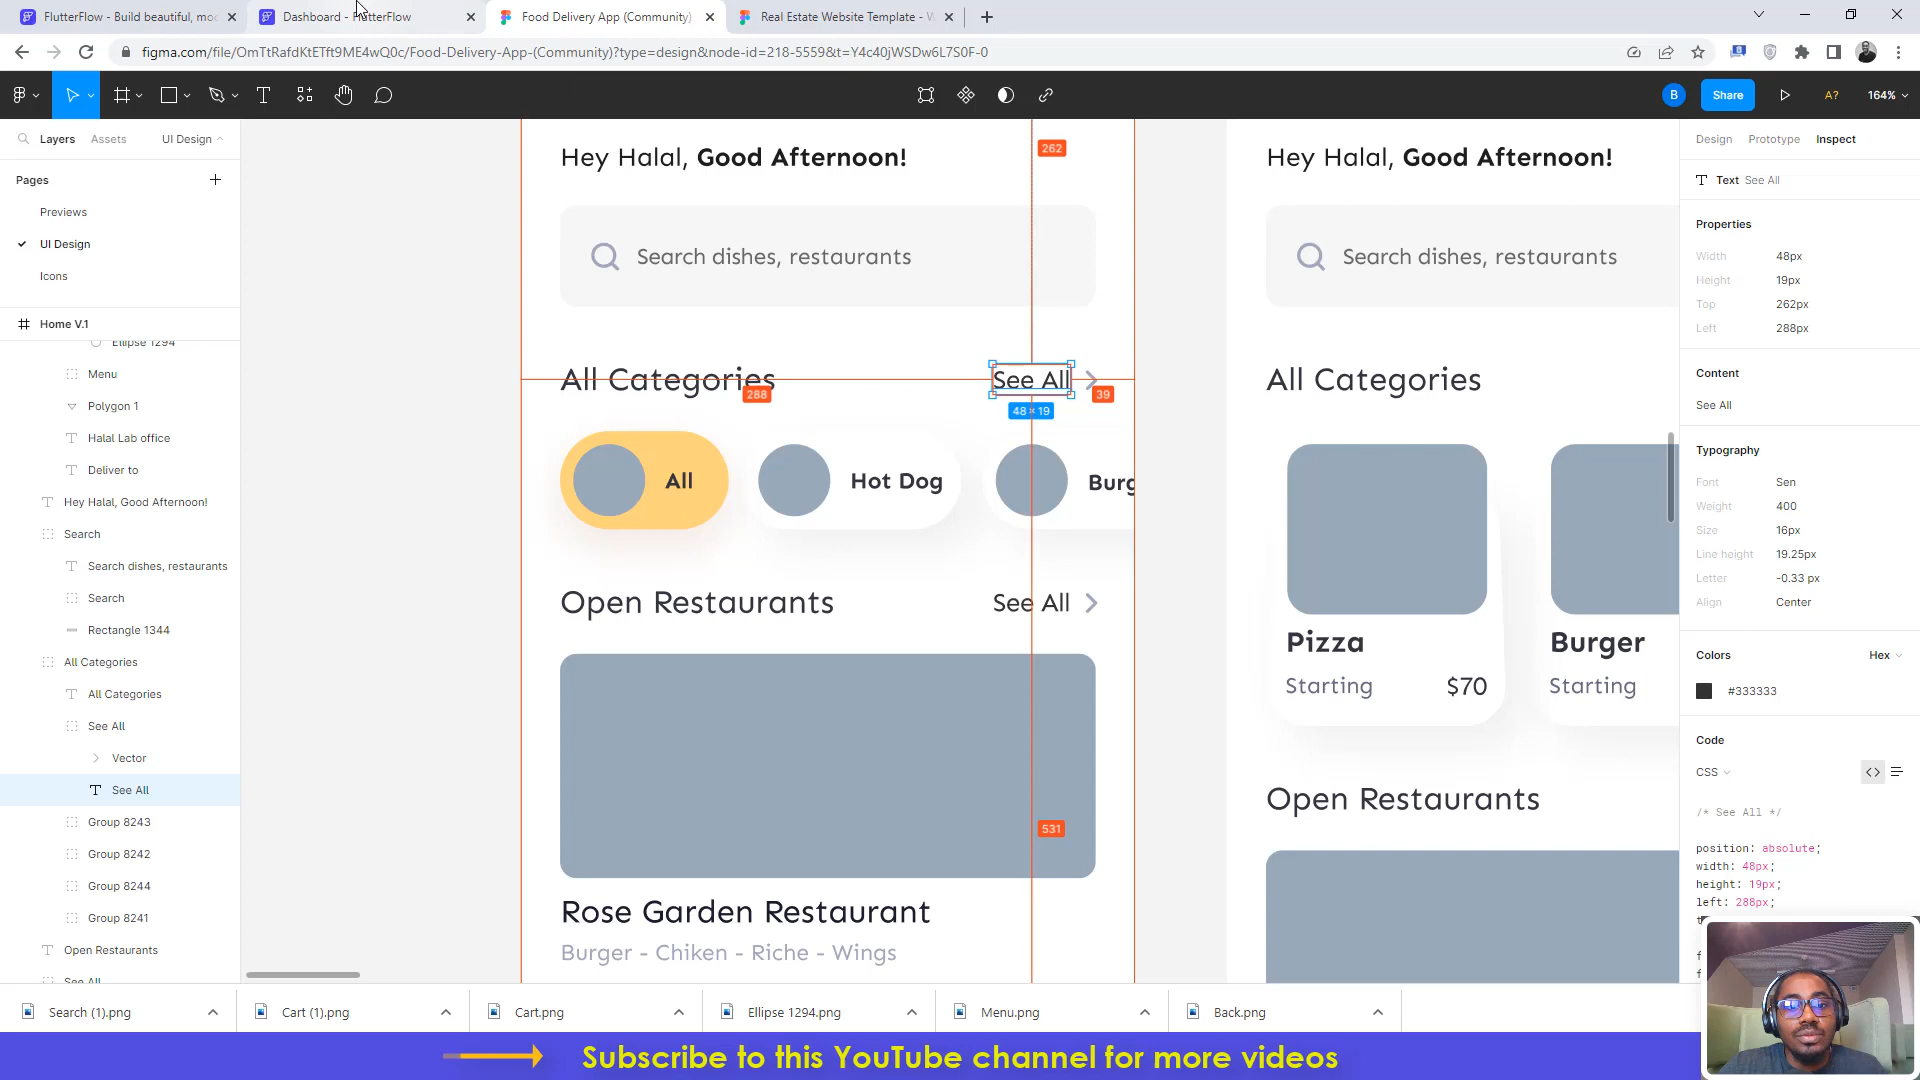 FlutterFlow - Build beautiful, mo
Dashboard - FlutterFlow
Food Delivery App (Community)
Real Estate Website Template - W
figma.com/file/OmTtRafdKtETft9ME4wQ0c/Food-Delivery-App-(Community)?type=design&node-id=218-5559&t=Y4c40jWSDw6L7S0F-0
B
Share
A?
164%
Layers
Assets
UI Design
Pages
Previews
UI Design
Icons
Home V.1
Ellipse 1294
Menu
Polygon 1
Halal Lab office
Deliver to
Hey Halal, Good Afternoon!
Search
Search dishes, restaurants
Search
Rectangle 1344
All Categories
All Categories
See All
Vector
See All
Group 8243
Group 8242
Group 8244
Group 8241
Open Restaurants
See All
Hey Halal, Good Afternoon!
262
Search dishes, restaurants
All Categories
See All
288
39
48 × 19
All
Hot Dog
Burg
Open Restaurants
See All
531
Rose Garden Restaurant
Burger - Chiken - Riche - Wings
Hey Halal, Good Afternoon!
Search dishes, restaurants
All Categories
Pizza
Burger
Starting
$70
Starting
Open Restaurants
Design
Prototype
Inspect
Text See All
Properties
Width 48px
Height 19px
Top 262px
Left 288px
Content
See All
Typography
Font Sen
Weight 400
Size 16px
Line height 19.25px
Letter -0.33 px
Align Center
Colors
Hex
#333333
Code
CSS
/* See All */
position: absolute;
width: 48px;
height: 19px;
left: 288px;
Search (1).png
Cart (1).png
Cart.png
Ellipse 1294.png
Menu.png
Back.png
Subscribe to this YouTube channel for more videos